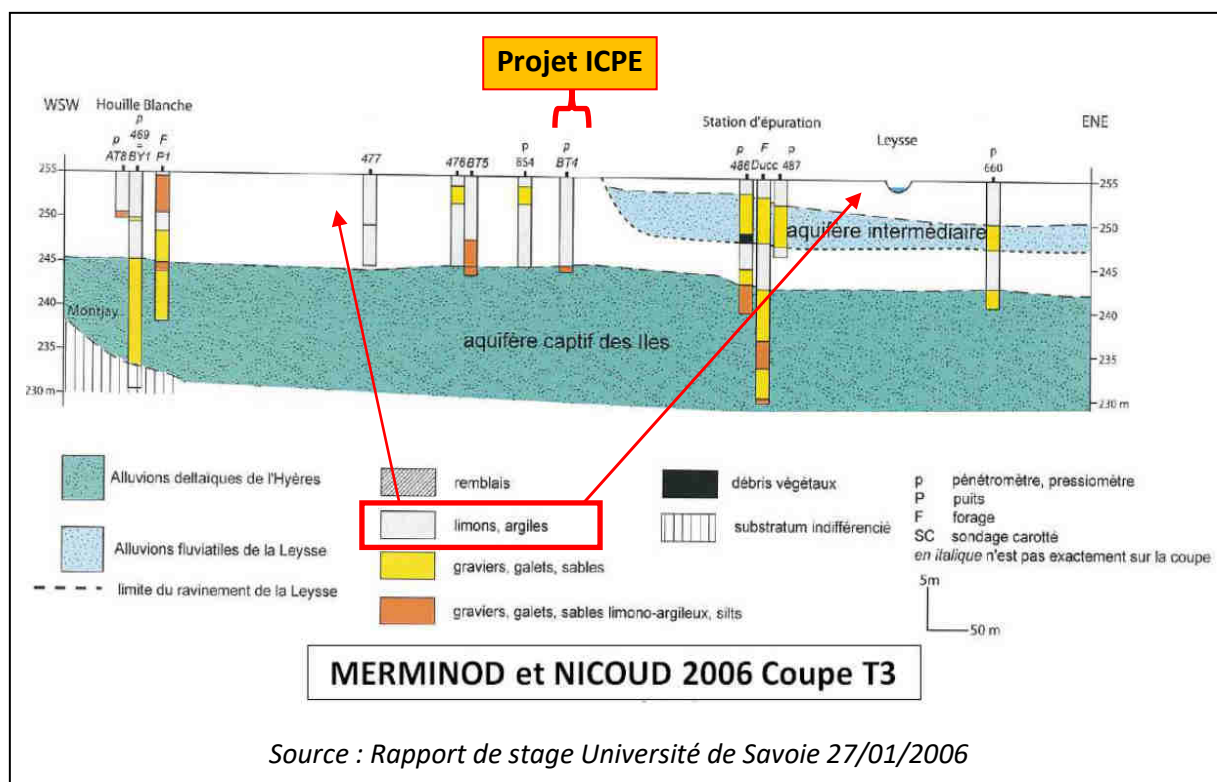 Projet ICPE
WSW Houille Blanche
Station d'épuration Leysse ENE
p
AT8
p
469
=
BY1
F
P1
477
476
BT5
p
854
p
BT4
p
486
F
Ducc
p
487
p
660
255
250
245
240
235
230 m
255
250
245
240
235
230 m
aquifère intermédiaire
Montjay
aquifère captif des Iles
Alluvions deltaïques de l'Hyères
Alluvions fluviatiles de la Leysse
limite du ravinement de la Leysse
remblais
limons, argiles
graviers, galets, sables
graviers, galets, sables limono-argileux, silts
débris végétaux
substratum indifférencié
p pénétromètre, pressiomètre
P puits
F forage
SC sondage carotté
en italique n'est pas exactement sur la coupe
5m
50 m
MERMINOD et NICOUD 2006 Coupe T3
Source : Rapport de stage Université de Savoie 27/01/2006